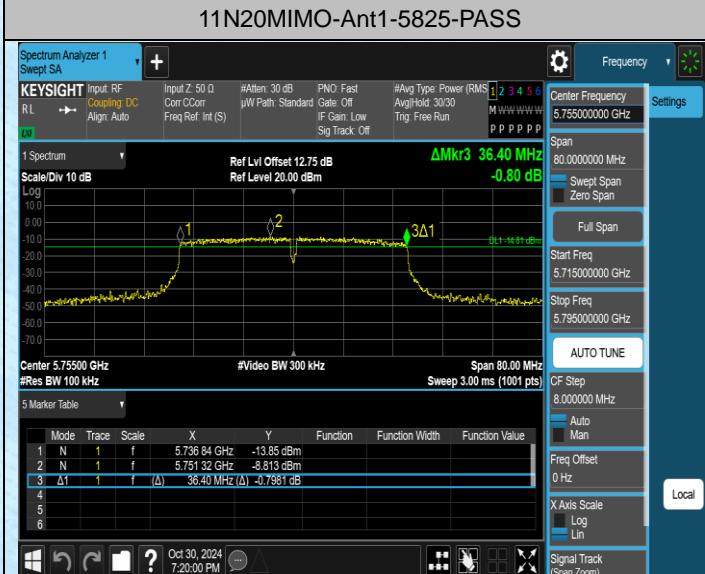 11N20MIMO-Ant1-5825-PASS
Spectrum Analyzer 1
Swept SA
Frequency
KEYSIGHT
RL
Input: RF
Coupling: DC
Align: Auto
Input Z: 50 Ω
Corr CCorr
Freq Ref: Int (S)
#Atten: 30 dB
µW Path: Standard
PNO: Fast
Gate: Off
IF Gain: Low
Sig Track: Off
#Avg Type: Power (RMS
Avg|Hold: 30/30
Trig: Free Run
1 2 3 4 5 6
M W W W W W
P P P P P P
Center Frequency
5.755000000 GHz
Settings
1 Spectrum
Scale/Div 10 dB
Ref Lvl Offset 12.75 dB
Ref Level 20.00 dBm
ΔMkr3 36.40 MHz
-0.80 dB
Span
80.0000000 MHz
Swept Span
Zero Span
Full Span
Start Freq
5.715000000 GHz
Stop Freq
5.795000000 GHz
AUTO TUNE
CF Step
8.000000 MHz
Auto
Man
Freq Offset
0 Hz
X Axis Scale
Log
Lin
Signal Track
(Span Zoom)
Local
Log
10.0
0.00
-10.0
-20.0
-30.0
-40.0
-50.0
-60.0
-70.0
1
2
3Δ1
DL1 -14.81 dBm
Center 5.75500 GHz
#Video BW 300 kHz
Span 80.00 MHz
#Res BW 100 kHz
Sweep 3.00 ms (1001 pts)
5 Marker Table
Mode Trace Scale X Y Function Function Width Function Value
1 N 1 f 5.736 84 GHz -13.85 dBm
2 N 1 f 5.751 32 GHz -8.813 dBm
3 Δ1 1 f (Δ) 36.40 MHz (Δ) -0.7981 dB
4
5
6
Oct 30, 2024
7:20:00 PM